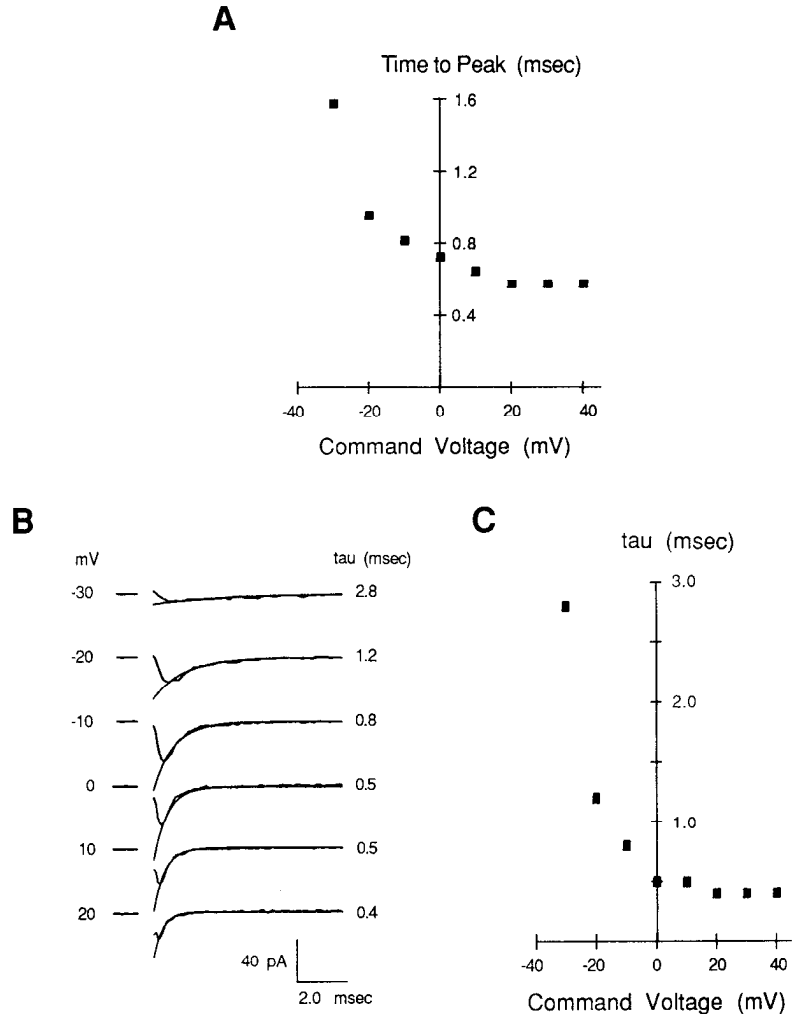 A
Time to Peak (msec)
1.6
1.2
0.8
0.4
-40 -20 0 20 40
Command Voltage (mV)
B
mV tau (msec)
-30 2.8
-20 1.2
-10 0.8
0 0.5
10 0.5
20 0.4
40 pA
2.0 msec
C
tau (msec)
3.0
2.0
1.0
-40 -20 0 20 40
Command Voltage (mV)